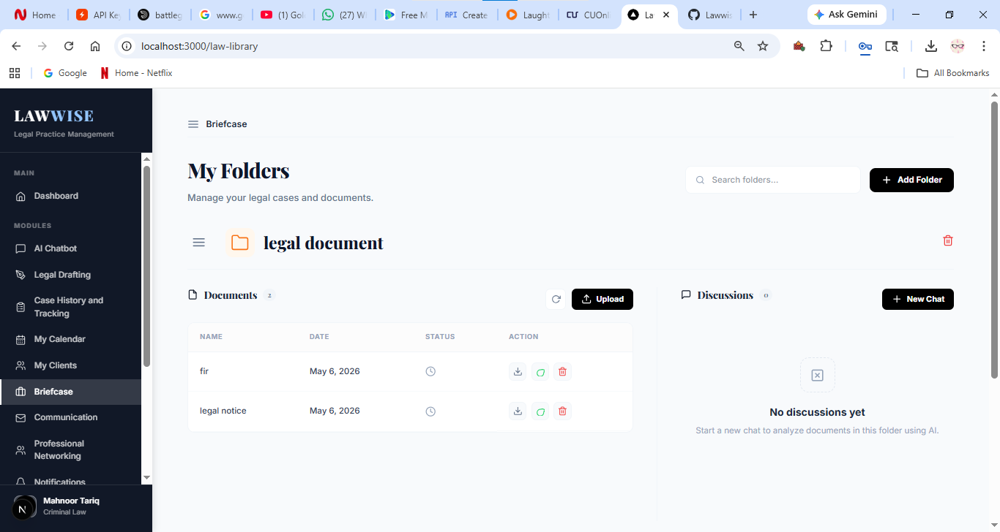 Home
API Key
battleg
www.g
(1) Gol
(27) W
Free M
API Create
Laught
CUOnl
La
Lawwis
Ask Gemini
localhost:3000/law-library
Google
Home - Netflix
All Bookmarks
LAWWISE
Legal Practice Management
MAIN
Dashboard
MODULES
AI Chatbot
Legal Drafting
Case History and
Tracking
My Calendar
My Clients
Briefcase
Communication
Professional
Networking
Notifications
N
Mahnoor Tariq
Criminal Law
Briefcase
My Folders
Manage your legal cases and documents.
Search folders...
+ Add Folder
legal document
Documents 2
Upload
NAME DATE STATUS ACTION
fir May 6, 2026
legal notice May 6, 2026
Discussions 0
+ New Chat
No discussions yet
Start a new chat to analyze documents in this folder using AI.